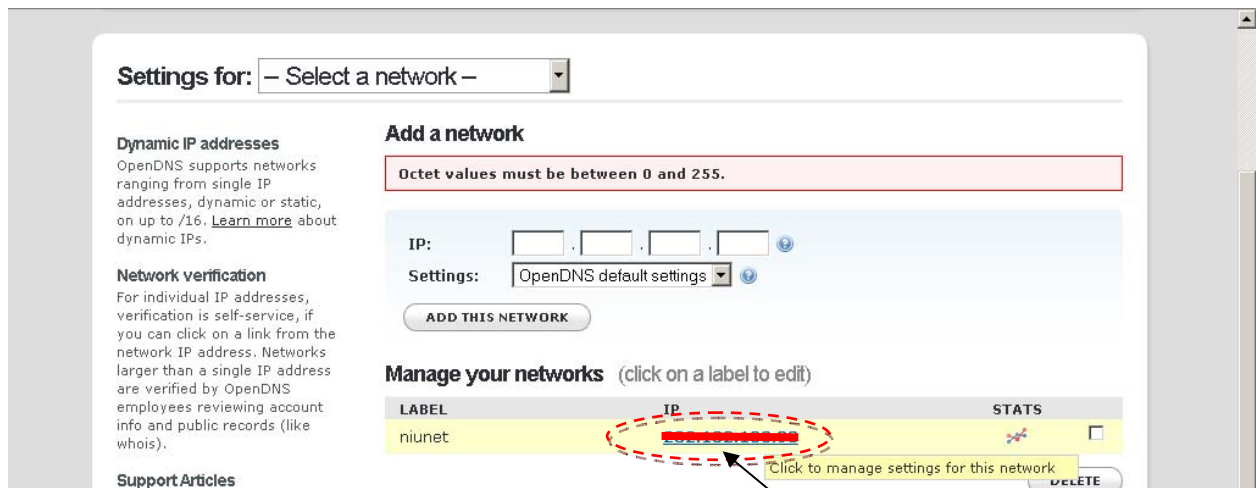 Settings for: – Select a network –
Dynamic IP addresses
OpenDNS supports networks
ranging from single IP
addresses, dynamic or static,
on up to /16. Learn more about
dynamic IPs.
Network verification
For individual IP addresses,
verification is self-service, if
you can click on a link from the
network IP address. Networks
larger than a single IP address
are verified by OpenDNS
employees reviewing account
info and public records (like
whois).
Support Articles
Add a network
Octet values must be between 0 and 255.
IP: . . .
Settings: OpenDNS default settings
ADD THIS NETWORK
Manage your networks (click on a label to edit)
LABEL IP STATS
niunet
Click to manage settings for this network
DELETE